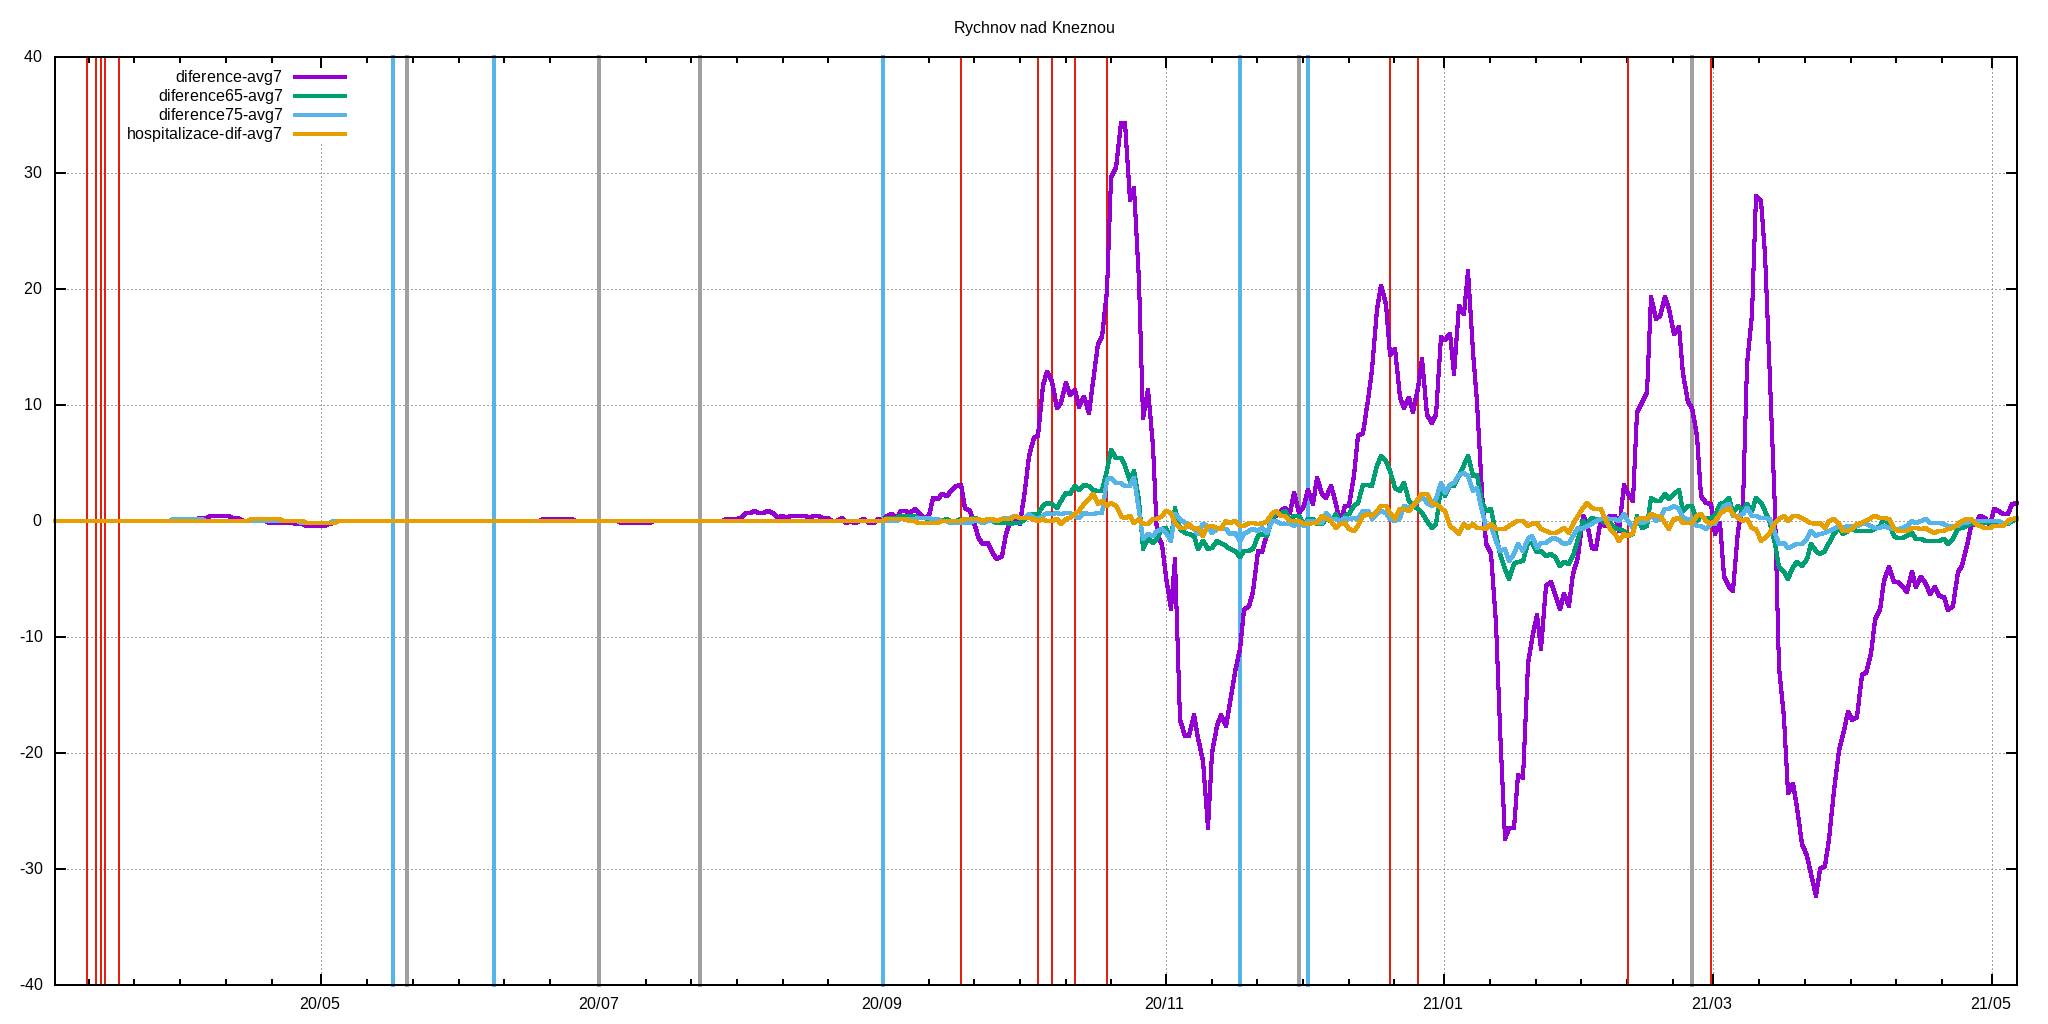 Rychnov nad Kneznou
diference-avg7
diference65-avg7
diference75-avg7
hospitalizace-dif-avg7
40
30
20
10
0
-10
-20
-30
-40
20/05 20/07 20/09 20/11 21/01 21/03 21/05